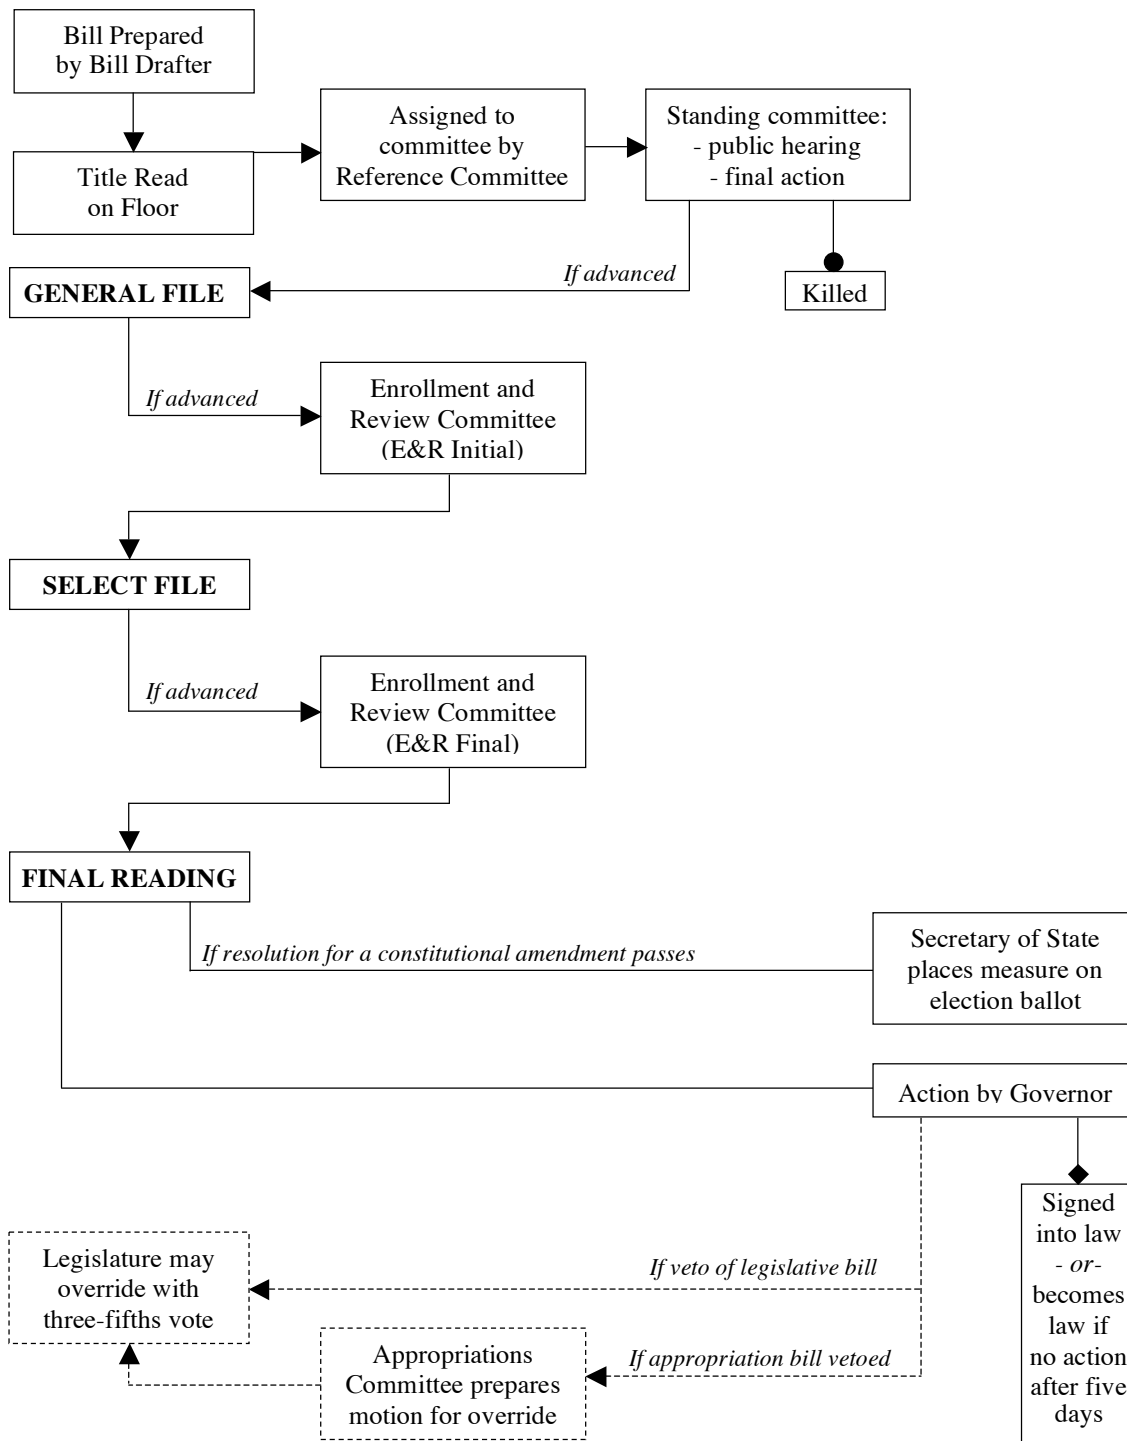 Bill Prepared
by Bill Drafter
Title Read
on Floor
Assigned to
committee by
Reference Committee
Standing committee:
- public hearing
- final action
If advanced
Killed
GENERAL FILE
If advanced
Enrollment and
Review Committee
(E&R Initial)
SELECT FILE
If advanced
Enrollment and
Review Committee
(E&R Final)
FINAL READING
If resolution for a constitutional amendment passes
Secretary of State
places measure on
election ballot
Action by Governor
Signed
into law
- or-
becomes
law if
no action
after five
days
If veto of legislative bill
Legislature may
override with
three-fifths vote
If appropriation bill vetoed
Appropriations
Committee prepares
motion for override